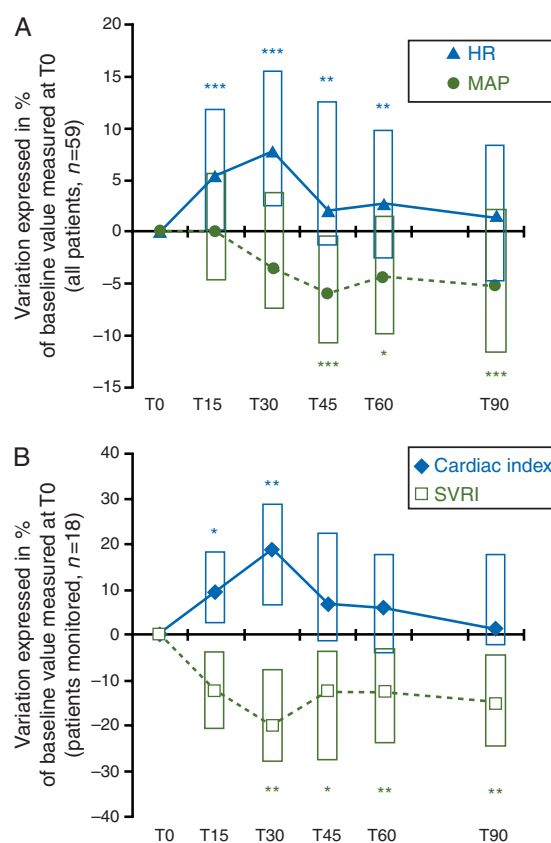 A
Variation expressed in %
of baseline value measured at T0
(all patients, n=59)
20
15
10
5
0
−5
−10
−15
HR
MAP
***
***
**
**
***
*
***
T0 T15 T30 T45 T60 T90
B
Variation expressed in %
of baseline value measured at T0
(patients monitored, n=18)
40
30
20
10
0
−10
−20
−30
−40
Cardiac index
SVRI
*
**
**
*
**
**
T0 T15 T30 T45 T60 T90